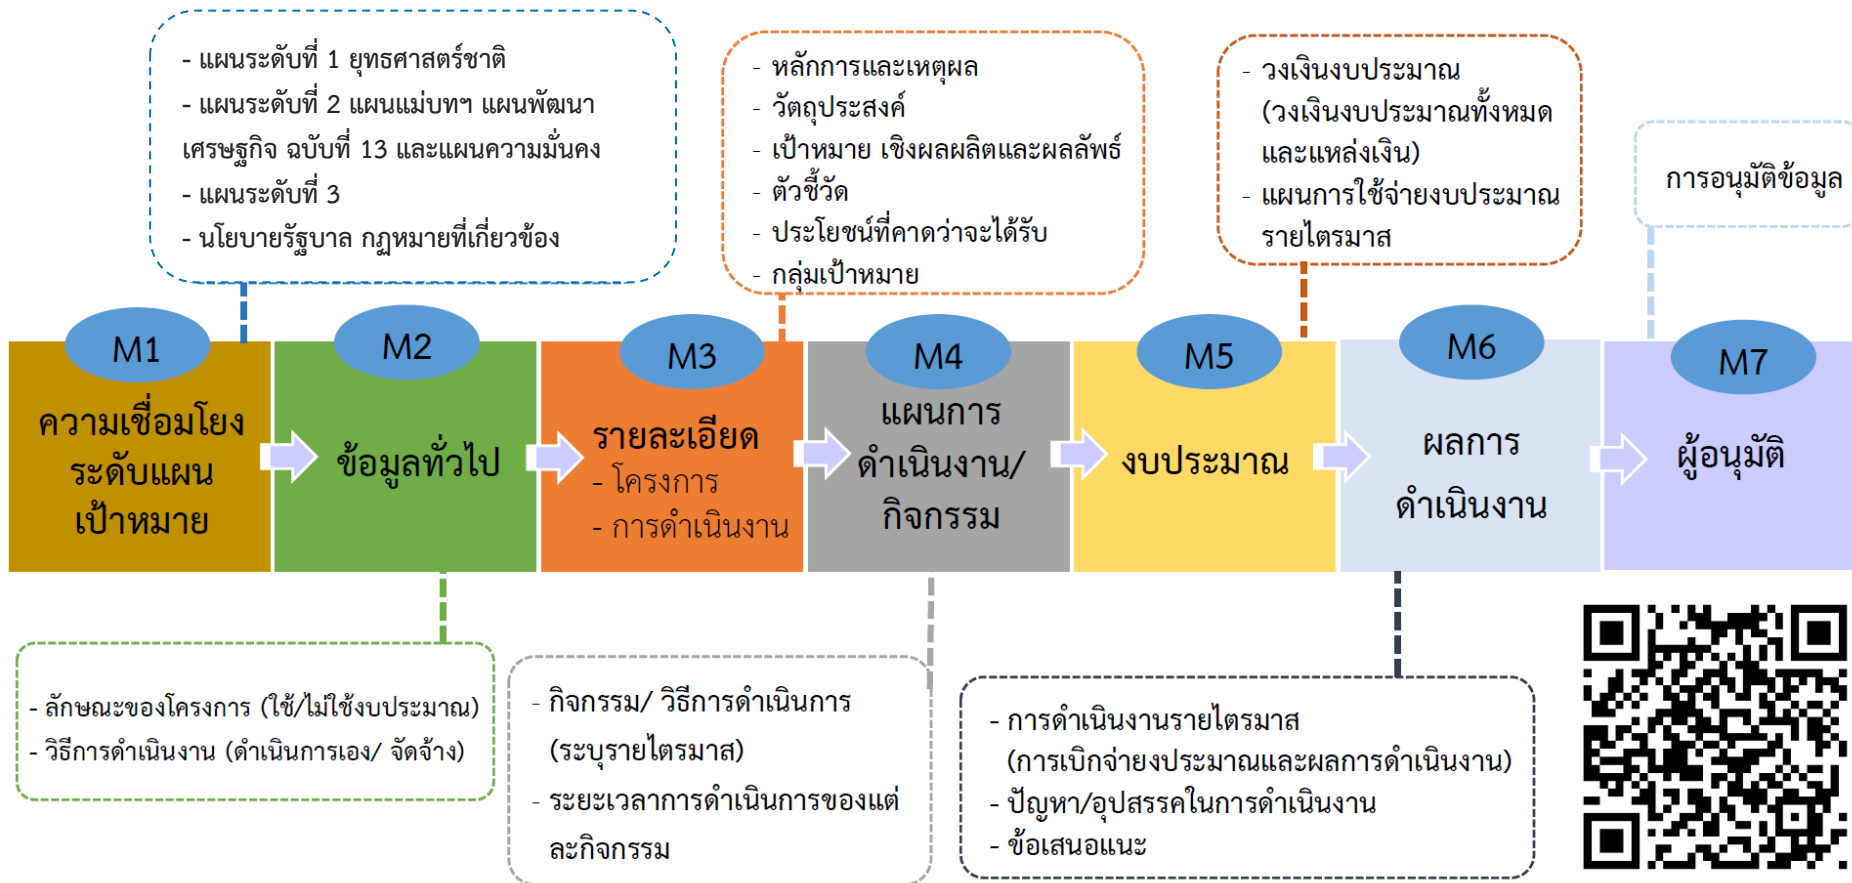 - แผนระดับที่ 1 ยุทธศาสตร์ชาติ
- แผนระดับที่ 2 แผนแม่บทฯ แผนพัฒนา
เศรษฐกิจ ฉบับที่ 13 และแผนความมั่นคง
- แผนระดับที่ 3
- นโยบายรัฐบาล กฏหมายที่เกี่ยวข้อง
- หลักการและเหตุผล
- วัตถุประสงค์
- เป้าหมาย เชิงผลผลิตและผลลัพธ์
- ตัวชี้วัด
- ประโยชน์ที่คาดว่าจะได้รับ
- กลุ่มเป้าหมาย
- วงเงินงบประมาณ
(วงเงินงบประมาณทั้งหมด
และแหล่งเงิน)
- แผนการใช้จ่ายงบประมาณ
รายไตรมาส
การอนุมัติข้อมูล
M1
ความเชื่อมโยง
ระดับแผน
เป้าหมาย
M2
ข้อมูลทั่วไป
M3
รายละเอียด
- โครงการ
- การดำเนินงาน
M4
แผนการ
ดำเนินงาน/
กิจกรรม
M5
งบประมาณ
M6
ผลการ
ดำเนินงาน
M7
ผู้อนุมัติ
- ลักษณะของโครงการ (ใช้/ไม่ใช้งบประมาณ)
- วิธีการดำเนินงาน (ดำเนินการเอง/ จัดจ้าง)
- กิจกรรม/ วิธีการดำเนินการ
(ระบุรายไตรมาส)
- ระยะเวลาการดำเนินการของแต่
ละกิจกรรม
- การดำเนินงานรายไตรมาส
(การเบิกจ่ายงประมาณและผลการดำเนินงาน)
- ปัญหา/อุปสรรคในการดำเนินงาน
- ข้อเสนอแนะ